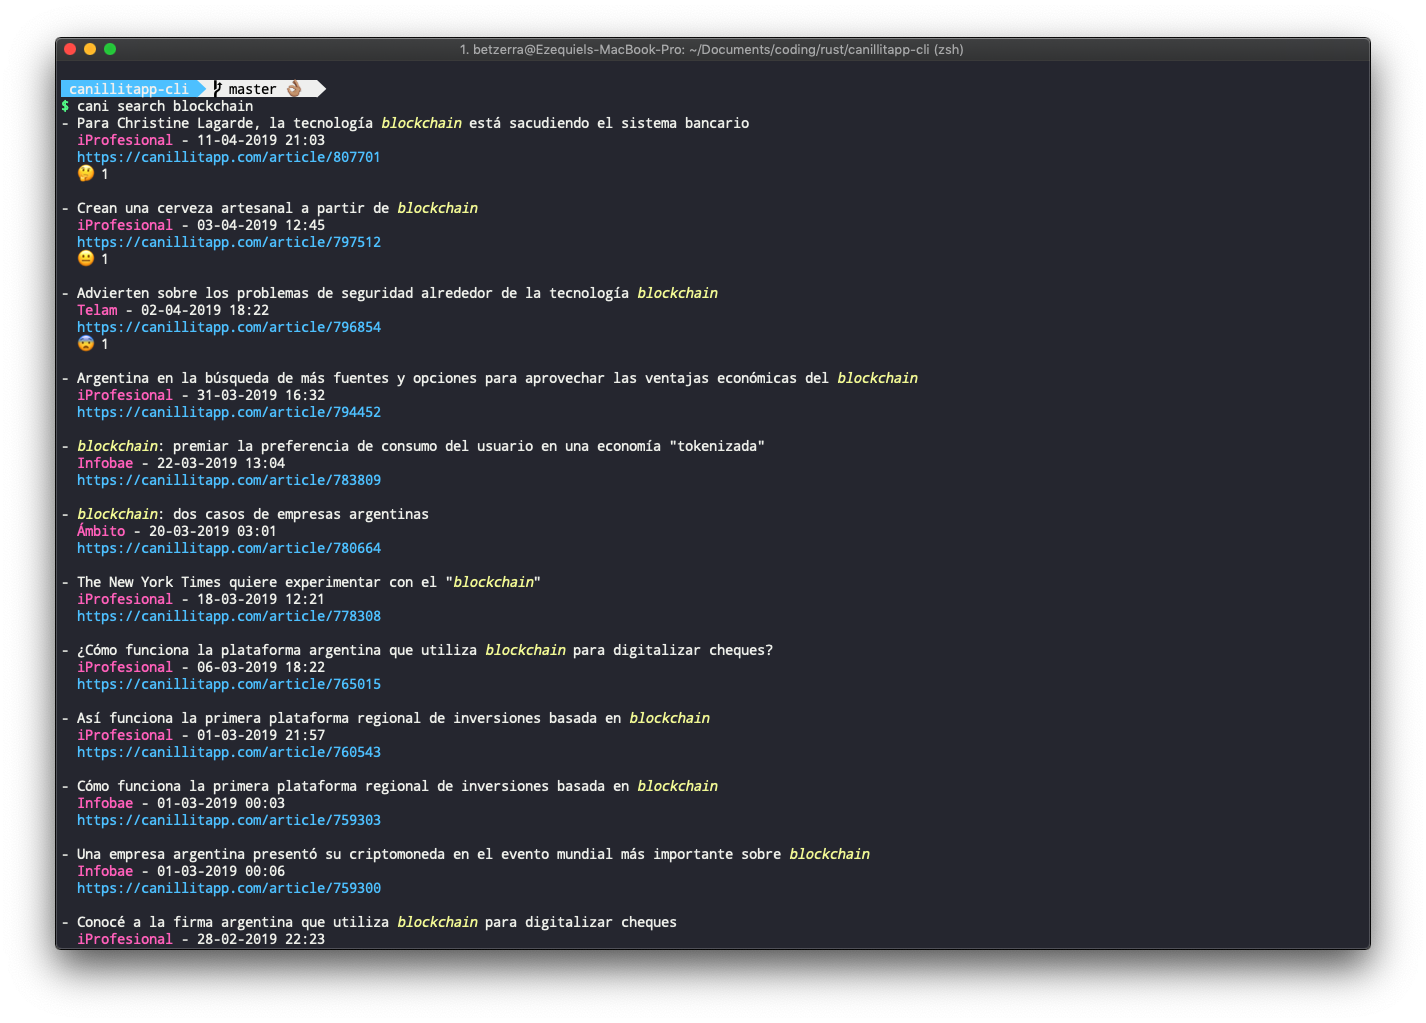 1. betzerra@Ezequiels-MacBook-Pro: ~/Documents/coding/rust/canillitapp-cli (zsh)
canillitapp-cli master 👌🏽
$ cani search blockchain
- Para Christine Lagarde, la tecnología blockchain está sacudiendo el sistema bancario
iProfesional - 11-04-2019 21:03
https://canillitapp.com/article/807701
🤔 1
- Crean una cerveza artesanal a partir de blockchain
iProfesional - 03-04-2019 12:45
https://canillitapp.com/article/797512
😐 1
- Advierten sobre los problemas de seguridad alrededor de la tecnología blockchain
Telam - 02-04-2019 18:22
https://canillitapp.com/article/796854
😨 1
- Argentina en la búsqueda de más fuentes y opciones para aprovechar las ventajas económicas del blockchain
iProfesional - 31-03-2019 16:32
https://canillitapp.com/article/794452
- blockchain: premiar la preferencia de consumo del usuario en una economía "tokenizada"
Infobae - 22-03-2019 13:04
https://canillitapp.com/article/783809
- blockchain: dos casos de empresas argentinas
Ámbito - 20-03-2019 03:01
https://canillitapp.com/article/780664
- The New York Times quiere experimentar con el "blockchain"
iProfesional - 18-03-2019 12:21
https://canillitapp.com/article/778308
- ¿Cómo funciona la plataforma argentina que utiliza blockchain para digitalizar cheques?
iProfesional - 06-03-2019 18:22
https://canillitapp.com/article/765015
- Así funciona la primera plataforma regional de inversiones basada en blockchain
iProfesional - 01-03-2019 21:57
https://canillitapp.com/article/760543
- Cómo funciona la primera plataforma regional de inversiones basada en blockchain
Infobae - 01-03-2019 00:03
https://canillitapp.com/article/759303
- Una empresa argentina presentó su criptomoneda en el evento mundial más importante sobre blockchain
Infobae - 01-03-2019 00:06
https://canillitapp.com/article/759300
- Conocé a la firma argentina que utiliza blockchain para digitalizar cheques
iProfesional - 28-02-2019 22:23